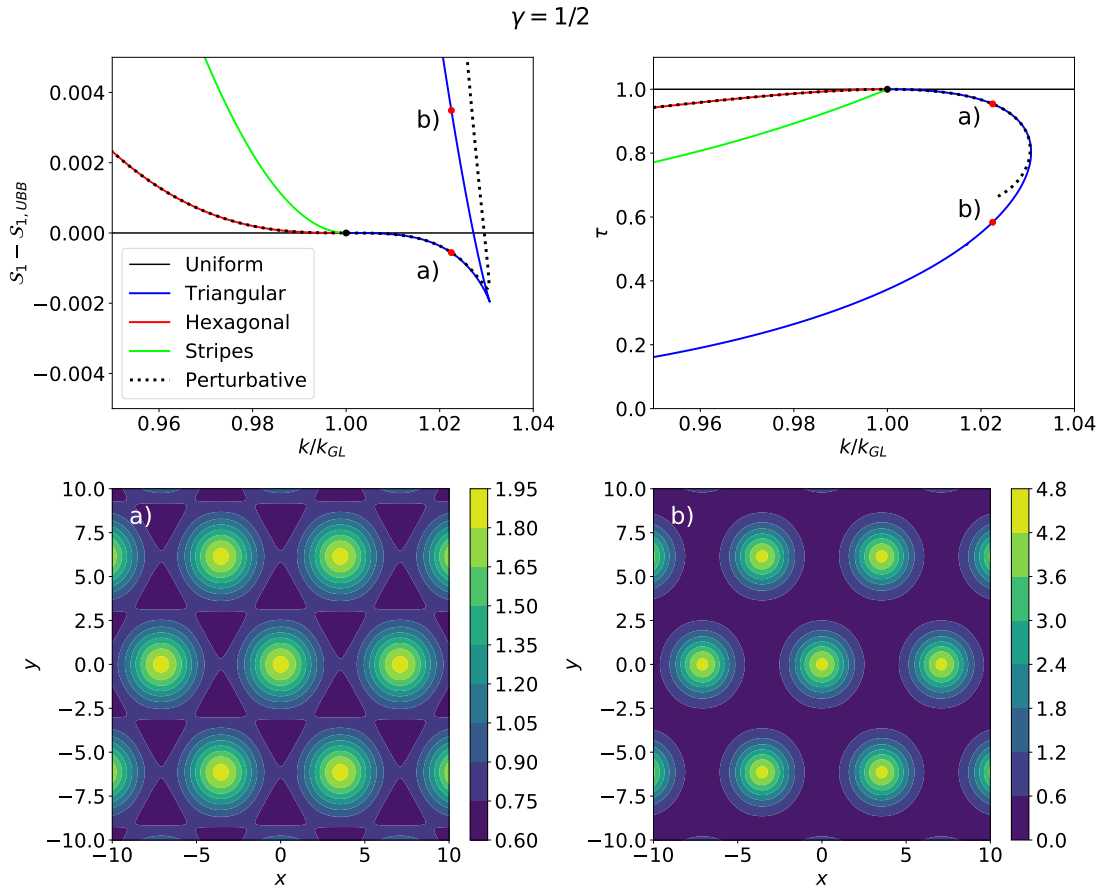 γ = 1/2
S₁ − S₁,UBB
0.004
0.002
0.000
−0.002
−0.004
b)
a)
Uniform
Triangular
Hexagonal
Stripes
Perturbative
0.96 0.98 1.00 1.02 1.04
k/k_GL
τ
1.0
0.8
0.6
0.4
0.2
0.0
a)
b)
0.96 0.98 1.00 1.02 1.04
k/k_GL
a)
y
10.0
7.5
5.0
2.5
0.0
−2.5
−5.0
−7.5
−10.0
−10 −5 0 5 10
x
1.95
1.80
1.65
1.50
1.35
1.20
1.05
0.90
0.75
0.60
b)
y
10.0
7.5
5.0
2.5
0.0
−2.5
−5.0
−7.5
−10.0
−10 −5 0 5 10
x
4.8
4.2
3.6
3.0
2.4
1.8
1.2
0.6
0.0